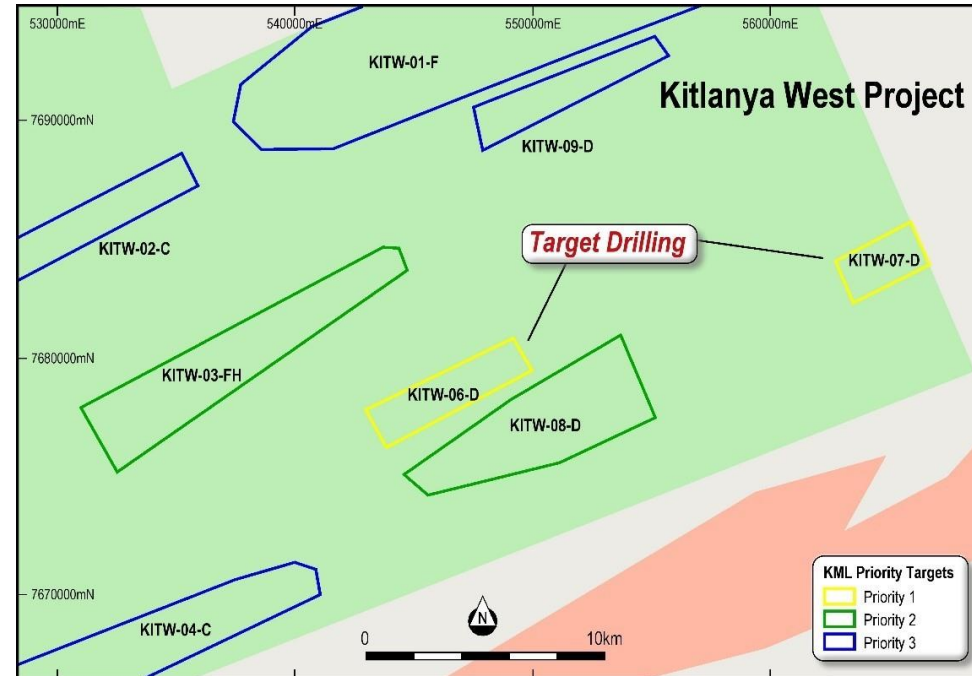 530000mE
540000mE
550000mE
560000mE
KITW-01-F
Kitlanya West Project
7690000mN
KITW-09-D
KITW-02-C
Target Drilling
KITW-07-D
7680000mN
KITW-03-FH
KITW-06-D
KITW-08-D
KML Priority Targets
Priority 1
Priority 2
Priority 3
7670000mN
KITW-04-C
N
0
10km